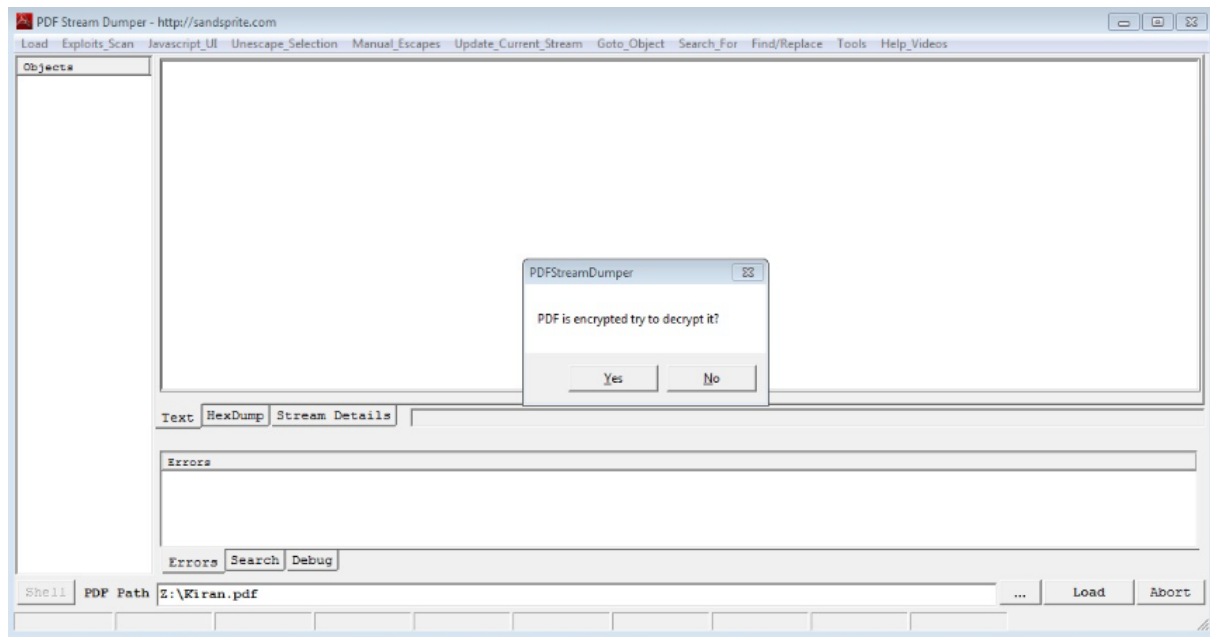 PDF Stream Dumper - http://sandsprite.com
Load Exploits_Scan Javascript_UI Unescape_Selection Manual_Escapes Update_Current_Stream Goto_Object Search_For Find/Replace Tools Help_Videos
Objects
PDFStreamDumper
PDF is encrypted try to decrypt it?
Yes No
Text HexDump Stream Details
Errors
Errors Search Debug
Shell PDF Path Z:\Kiran.pdf ... Load Abort